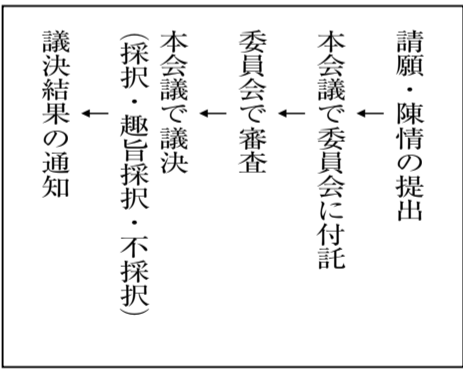 請願・陳情の提出
←
本会議で委員会に付託
←
委員会で審査
←
本会議で議決
（採択・趣旨採択・不採択）
←
議決結果の通知